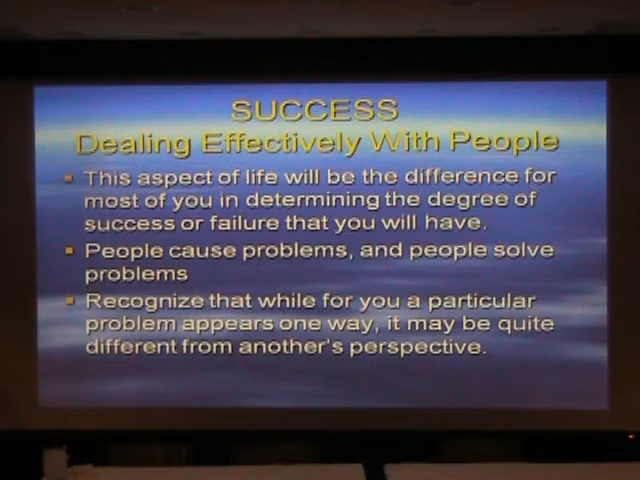 SUCCESS
Dealing Effectively With People
This aspect of life will be the difference for
most of you in determining the degree of
success or failure that you will have.
People cause problems, and people solve
problems
Recognize that while for you a particular
problem appears one way, it may be quite
different from another's perspective.